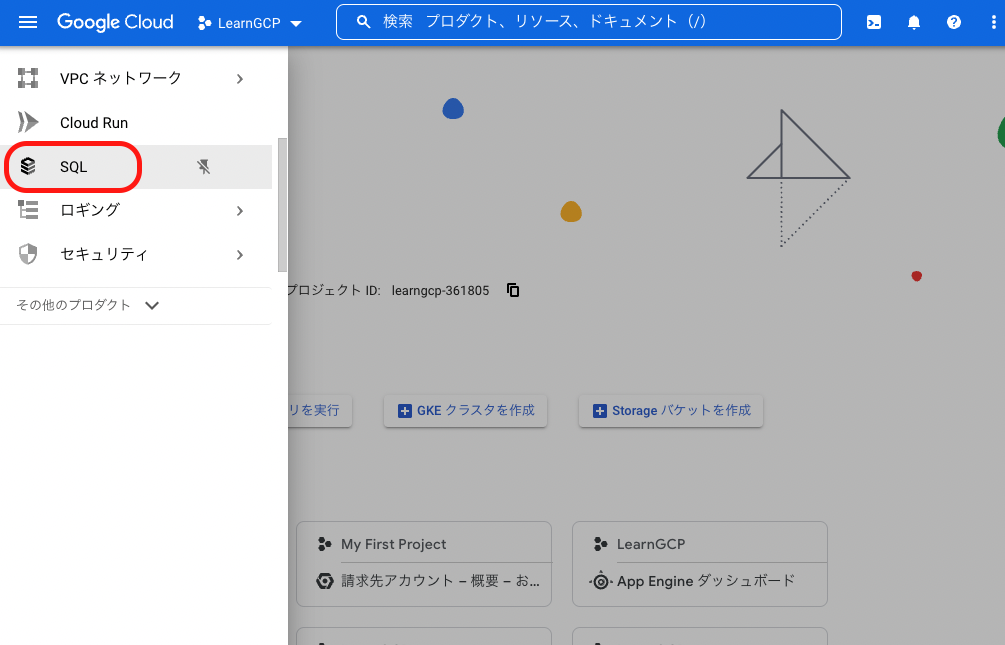 Google Cloud
LearnGCP
検索 プロダクト、リソース、ドキュメント（/）
VPC ネットワーク
Cloud Run
SQL
ロギング
セキュリティ
その他のプロダクト
プロジェクト ID: learngcp-361805
リを実行
GKE クラスタを作成
Storage バケットを作成
My First Project
請求先アカウント – 概要 – お...
LearnGCP
App Engine ダッシュボード